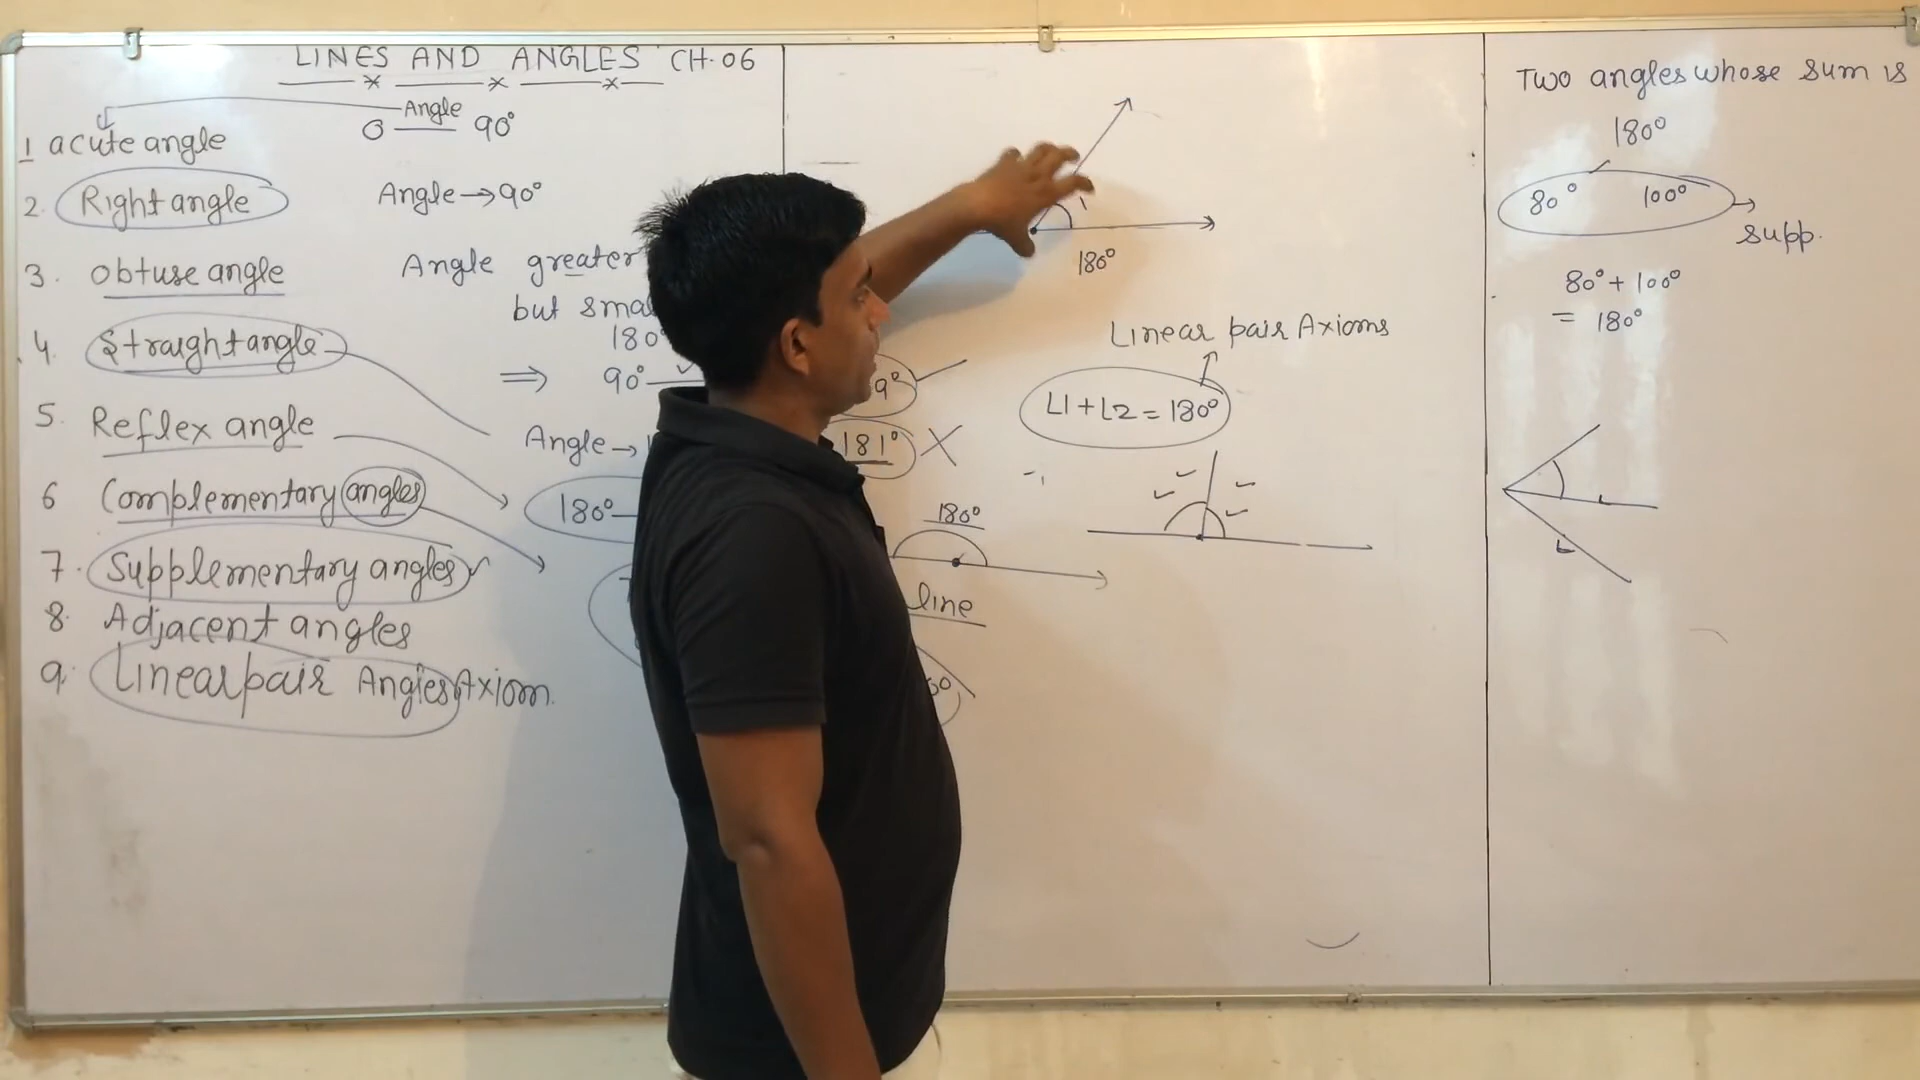 LINES AND ANGLES CH. 06
1 acute angle
Angle
0 — 90°
2. Right angle
Angle → 90°
3. obtuse angle
Angle greater
but
180°
⇒ 90°
4. Straight angle
Angle →
181° X
5. Reflex angle
180°
180°
line
6 Complementary angles
7. Supplementary angles
8. Adjacent angles
9. Linear pair Angles Axiom.
1
180°
Linear pair Axioms
L1 + L2 = 180°
Two angles whose sum is
180°
80° 100°
supp.
80° + 100°
= 180°